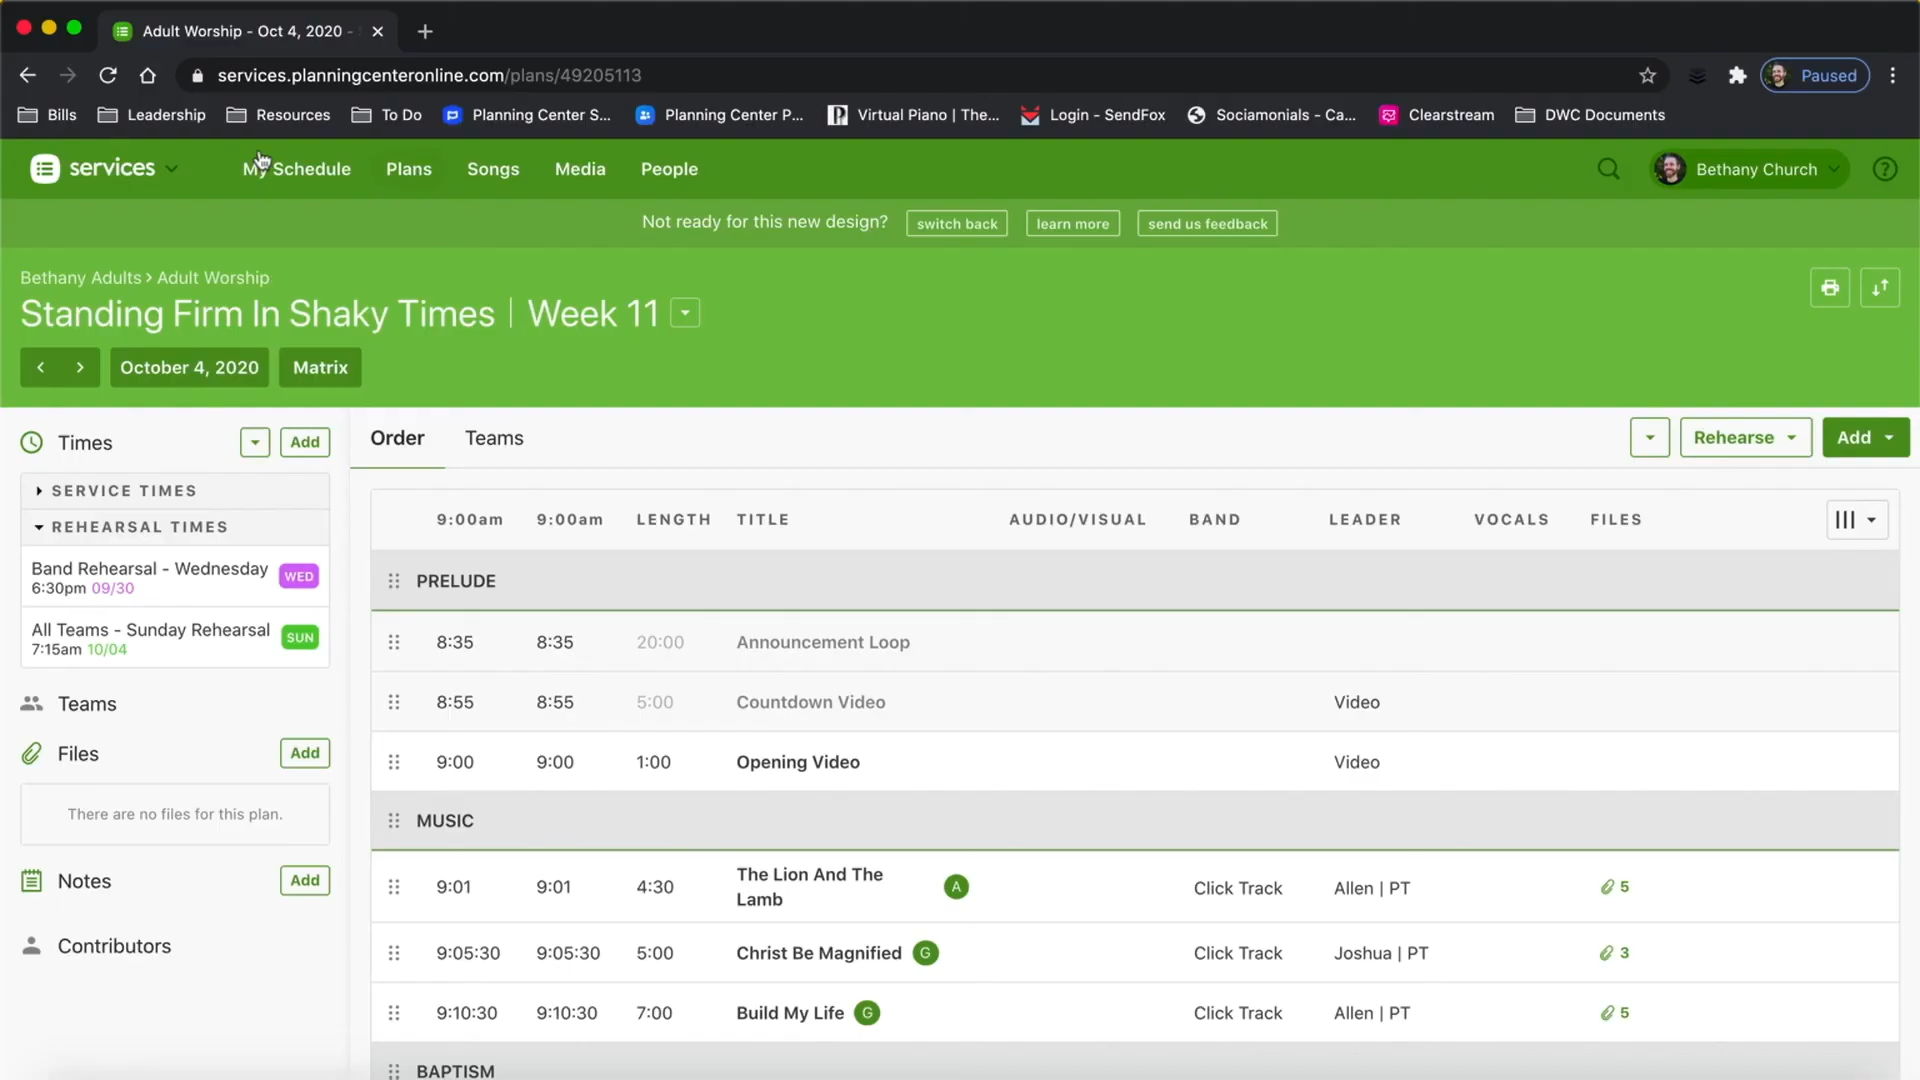 Adult Worship - Oct 4, 2020 -
services.planningcenteronline.com/plans/49205113
Paused
Bills
Leadership
Resources
To Do
Planning Center S...
Planning Center P...
Virtual Piano | The...
Login - SendFox
Sociamonials - Ca...
Clearstream
DWC Documents
services
My Schedule
Plans
Songs
Media
People
Bethany Church
Not ready for this new design?
switch back
learn more
send us feedback
Bethany Adults › Adult Worship
Standing Firm In Shaky Times | Week 11
October 4, 2020
Matrix
Times
Add
SERVICE TIMES
REHEARSAL TIMES
Band Rehearsal - Wednesday
6:30pm 09/30
WED
All Teams - Sunday Rehearsal
7:15am 10/04
SUN
Teams
Files
Add
There are no files for this plan.
Notes
Add
Contributors
Order
Teams
Rehearse
Add
9:00am 9:00am LENGTH TITLE AUDIO/VISUAL BAND LEADER VOCALS FILES
PRELUDE
8:35 8:35 20:00 Announcement Loop
8:55 8:55 5:00 Countdown Video Video
9:00 9:00 1:00 Opening Video Video
MUSIC
9:01 9:01 4:30 The Lion And The
Lamb A Click Track Allen | PT 5
9:05:30 9:05:30 5:00 Christ Be Magnified G Click Track Joshua | PT 3
9:10:30 9:10:30 7:00 Build My Life G Click Track Allen | PT 5
BAPTISM